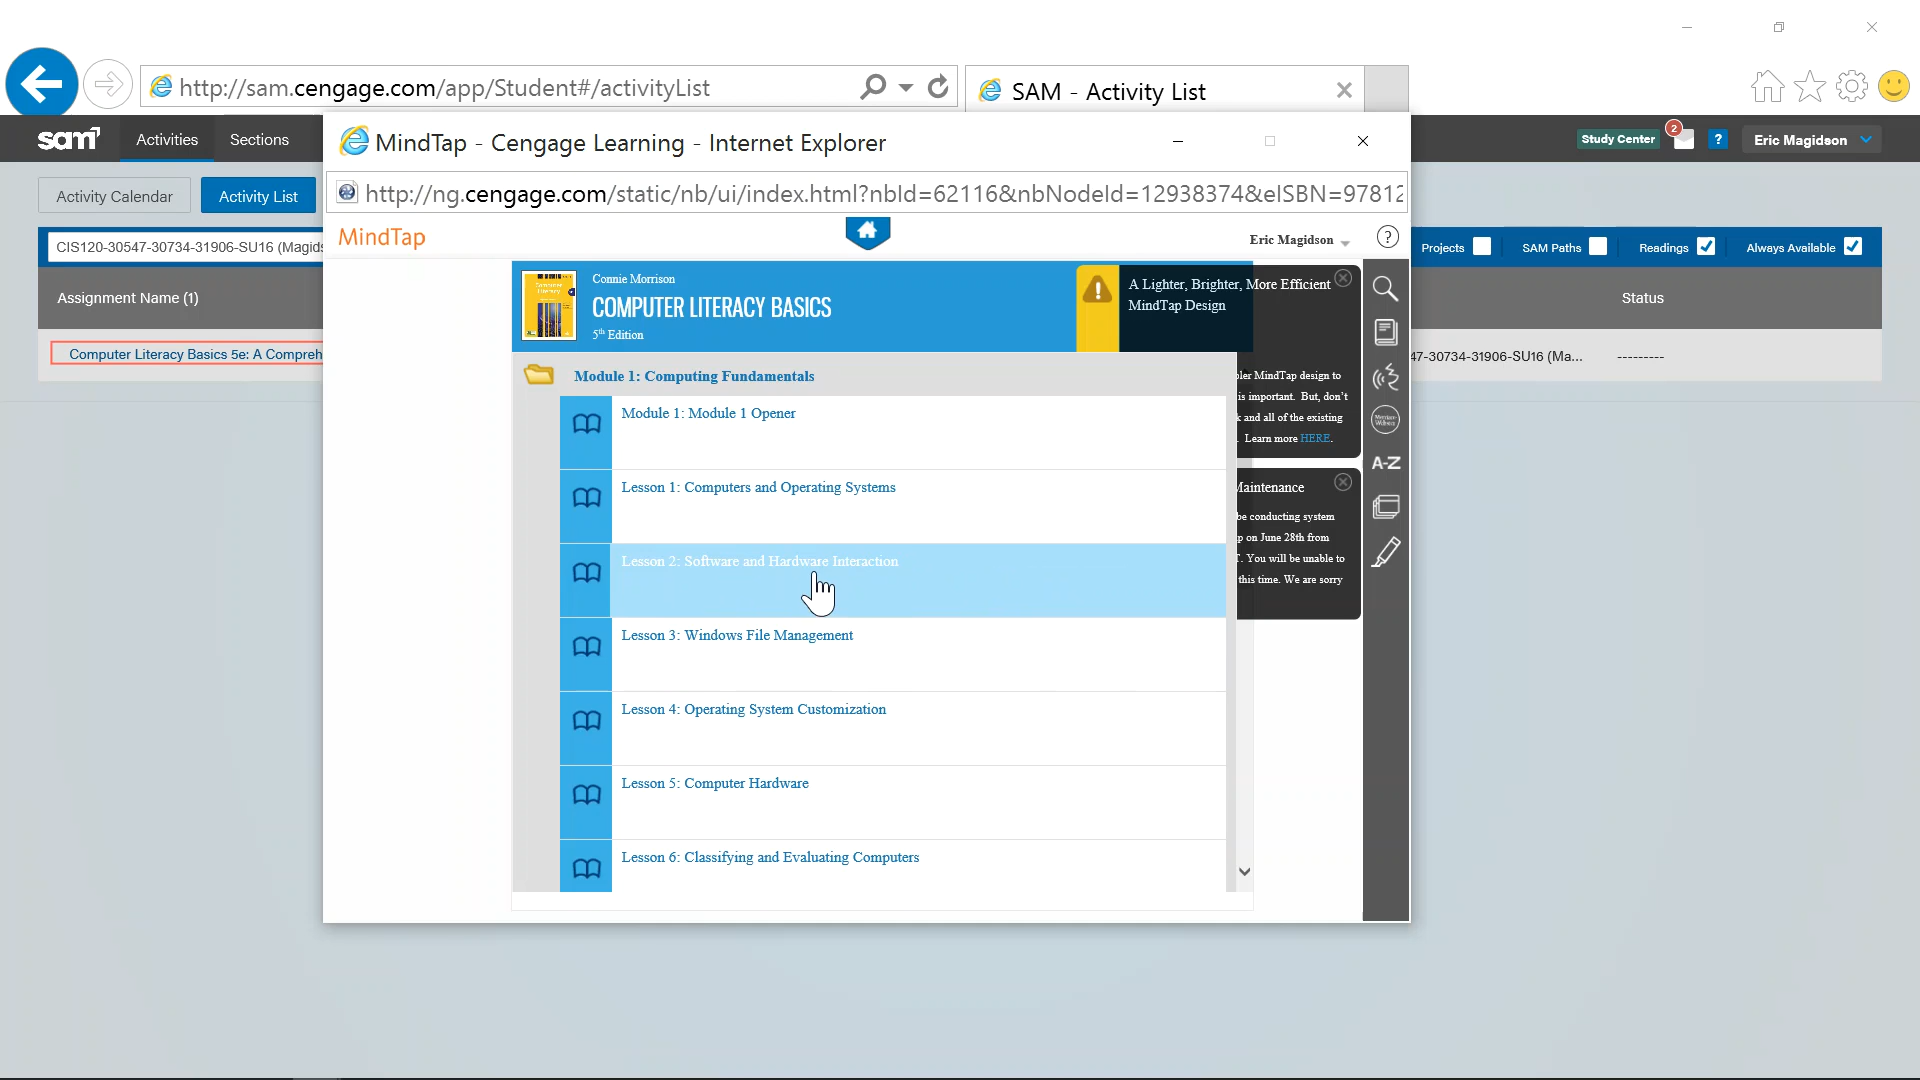 http://sam.cengage.com/app/Student#/activityList
SAM - Activity List
sam
Activities
Sections
Study Center
2
?
Eric Magidson
Activity Calendar
Activity List
CIS120-30547-30734-31906-SU16 (Magids
Projects
SAM Paths
Readings
Always Available
Assignment Name (1)
Status
Computer Literacy Basics 5e: A Compreh
47-30734-31906-SU16 (Ma...
---------
MindTap - Cengage Learning - Internet Explorer
http://ng.cengage.com/static/nb/ui/index.html?nbId=62116&nbNodeId=12938374&eISBN=97812
MindTap
Eric Magidson
?
Connie Morrison
COMPUTER LITERACY BASICS
5th Edition
A Lighter, Brighter, More Efficient
MindTap Design
MindTap design to
is important. But, don't
and all of the existing
. Learn more HERE.
Maintenance
be conducting system
on June 28th from
. You will be unable to
this time. We are sorry
A-Z
Module 1: Computing Fundamentals
Module 1: Module 1 Opener
Lesson 1: Computers and Operating Systems
Lesson 2: Software and Hardware Interaction
Lesson 3: Windows File Management
Lesson 4: Operating System Customization
Lesson 5: Computer Hardware
Lesson 6: Classifying and Evaluating Computers